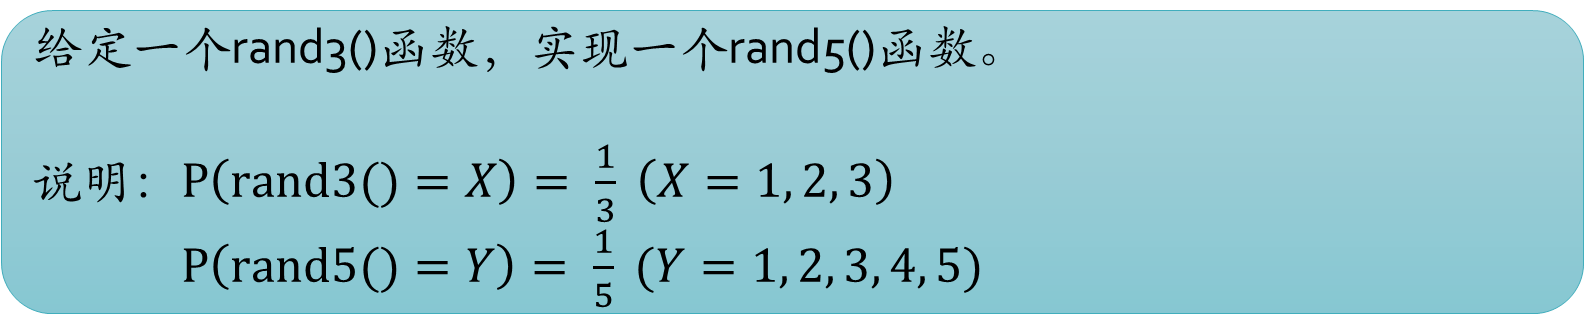 给定一个rand3()函数，实现一个rand5()函数。
说明：P(rand3() = X) = 1/3 (X = 1, 2, 3)
P(rand5() = Y) = 1/5 (Y = 1, 2, 3, 4, 5)